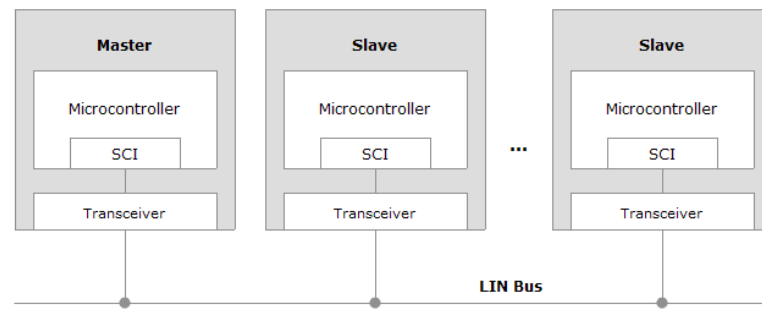 Master
Slave
Slave
Microcontroller
Microcontroller
Microcontroller
SCI
SCI
...
SCI
Transceiver
Transceiver
Transceiver
LIN Bus